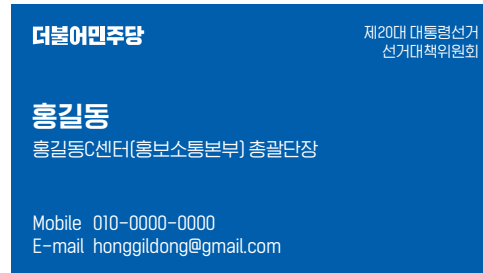 더불어민주당
제20대 대통령선거
선거대책위원회
홍길동
홍길동C센터(홍보소통본부) 총괄단장
Mobile 010-0000-0000
E-mail honggildong@gmail.com